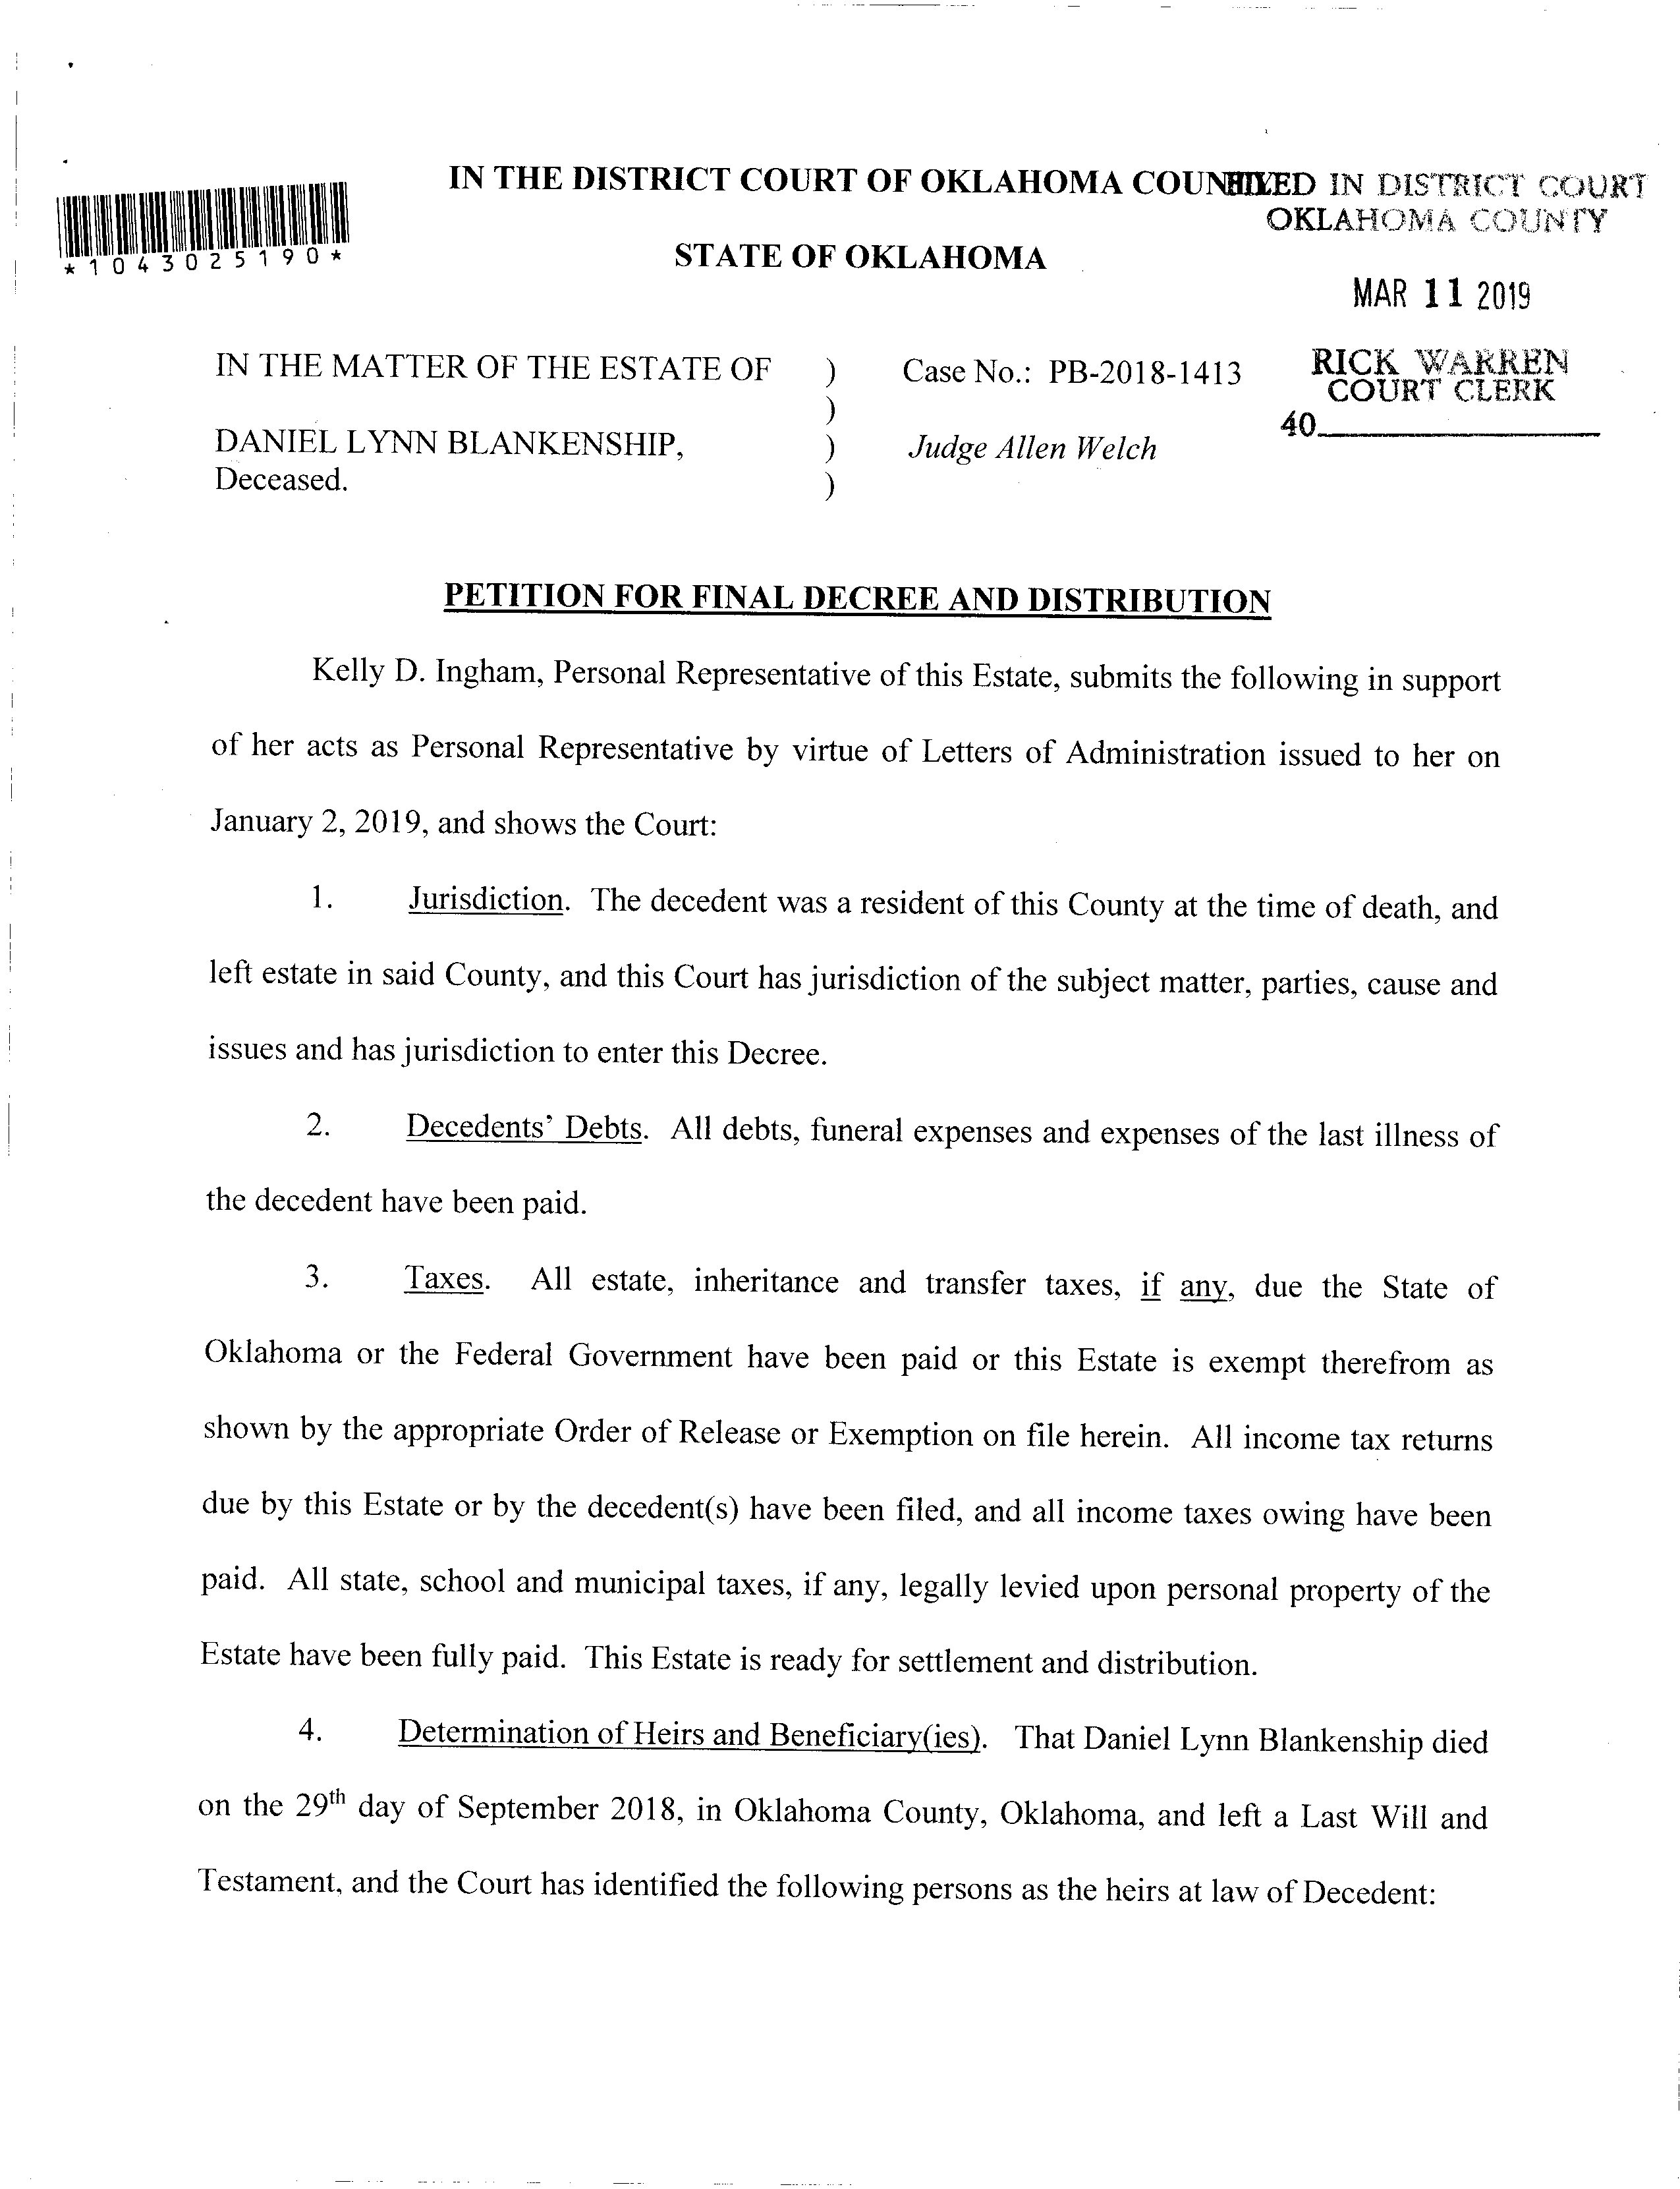 IN THE DISTRICT COURT OF OKLAHOMA COUN FILED IN DISTRICT COURT
OKLAHOMA COUNTY
*1043025190*
STATE OF OKLAHOMA
MAR 11 2019
IN THE MATTER OF THE ESTATE OF ) Case No.: PB-2018-1413
RICK WARREN
COURT CLERK
)
40
DANIEL LYNN BLANKENSHIP, ) Judge Allen Welch
Deceased. )
PETITION FOR FINAL DECREE AND DISTRIBUTION
Kelly D. Ingham, Personal Representative of this Estate, submits the following in support
of her acts as Personal Representative by virtue of Letters of Administration issued to her on
January 2, 2019, and shows the Court:
1. Jurisdiction. The decedent was a resident of this County at the time of death, and
left estate in said County, and this Court has jurisdiction of the subject matter, parties, cause and
issues and has jurisdiction to enter this Decree.
2. Decedents' Debts. All debts, funeral expenses and expenses of the last illness of
the decedent have been paid.
3. Taxes. All estate, inheritance and transfer taxes, if any, due the State of
Oklahoma or the Federal Government have been paid or this Estate is exempt therefrom as
shown by the appropriate Order of Release or Exemption on file herein. All income tax returns
due by this Estate or by the decedent(s) have been filed, and all income taxes owing have been
paid. All state, school and municipal taxes, if any, legally levied upon personal property of the
Estate have been fully paid. This Estate is ready for settlement and distribution.
4. Determination of Heirs and Beneficiary(ies). That Daniel Lynn Blankenship died
on the 29th day of September 2018, in Oklahoma County, Oklahoma, and left a Last Will and
Testament, and the Court has identified the following persons as the heirs at law of Decedent: